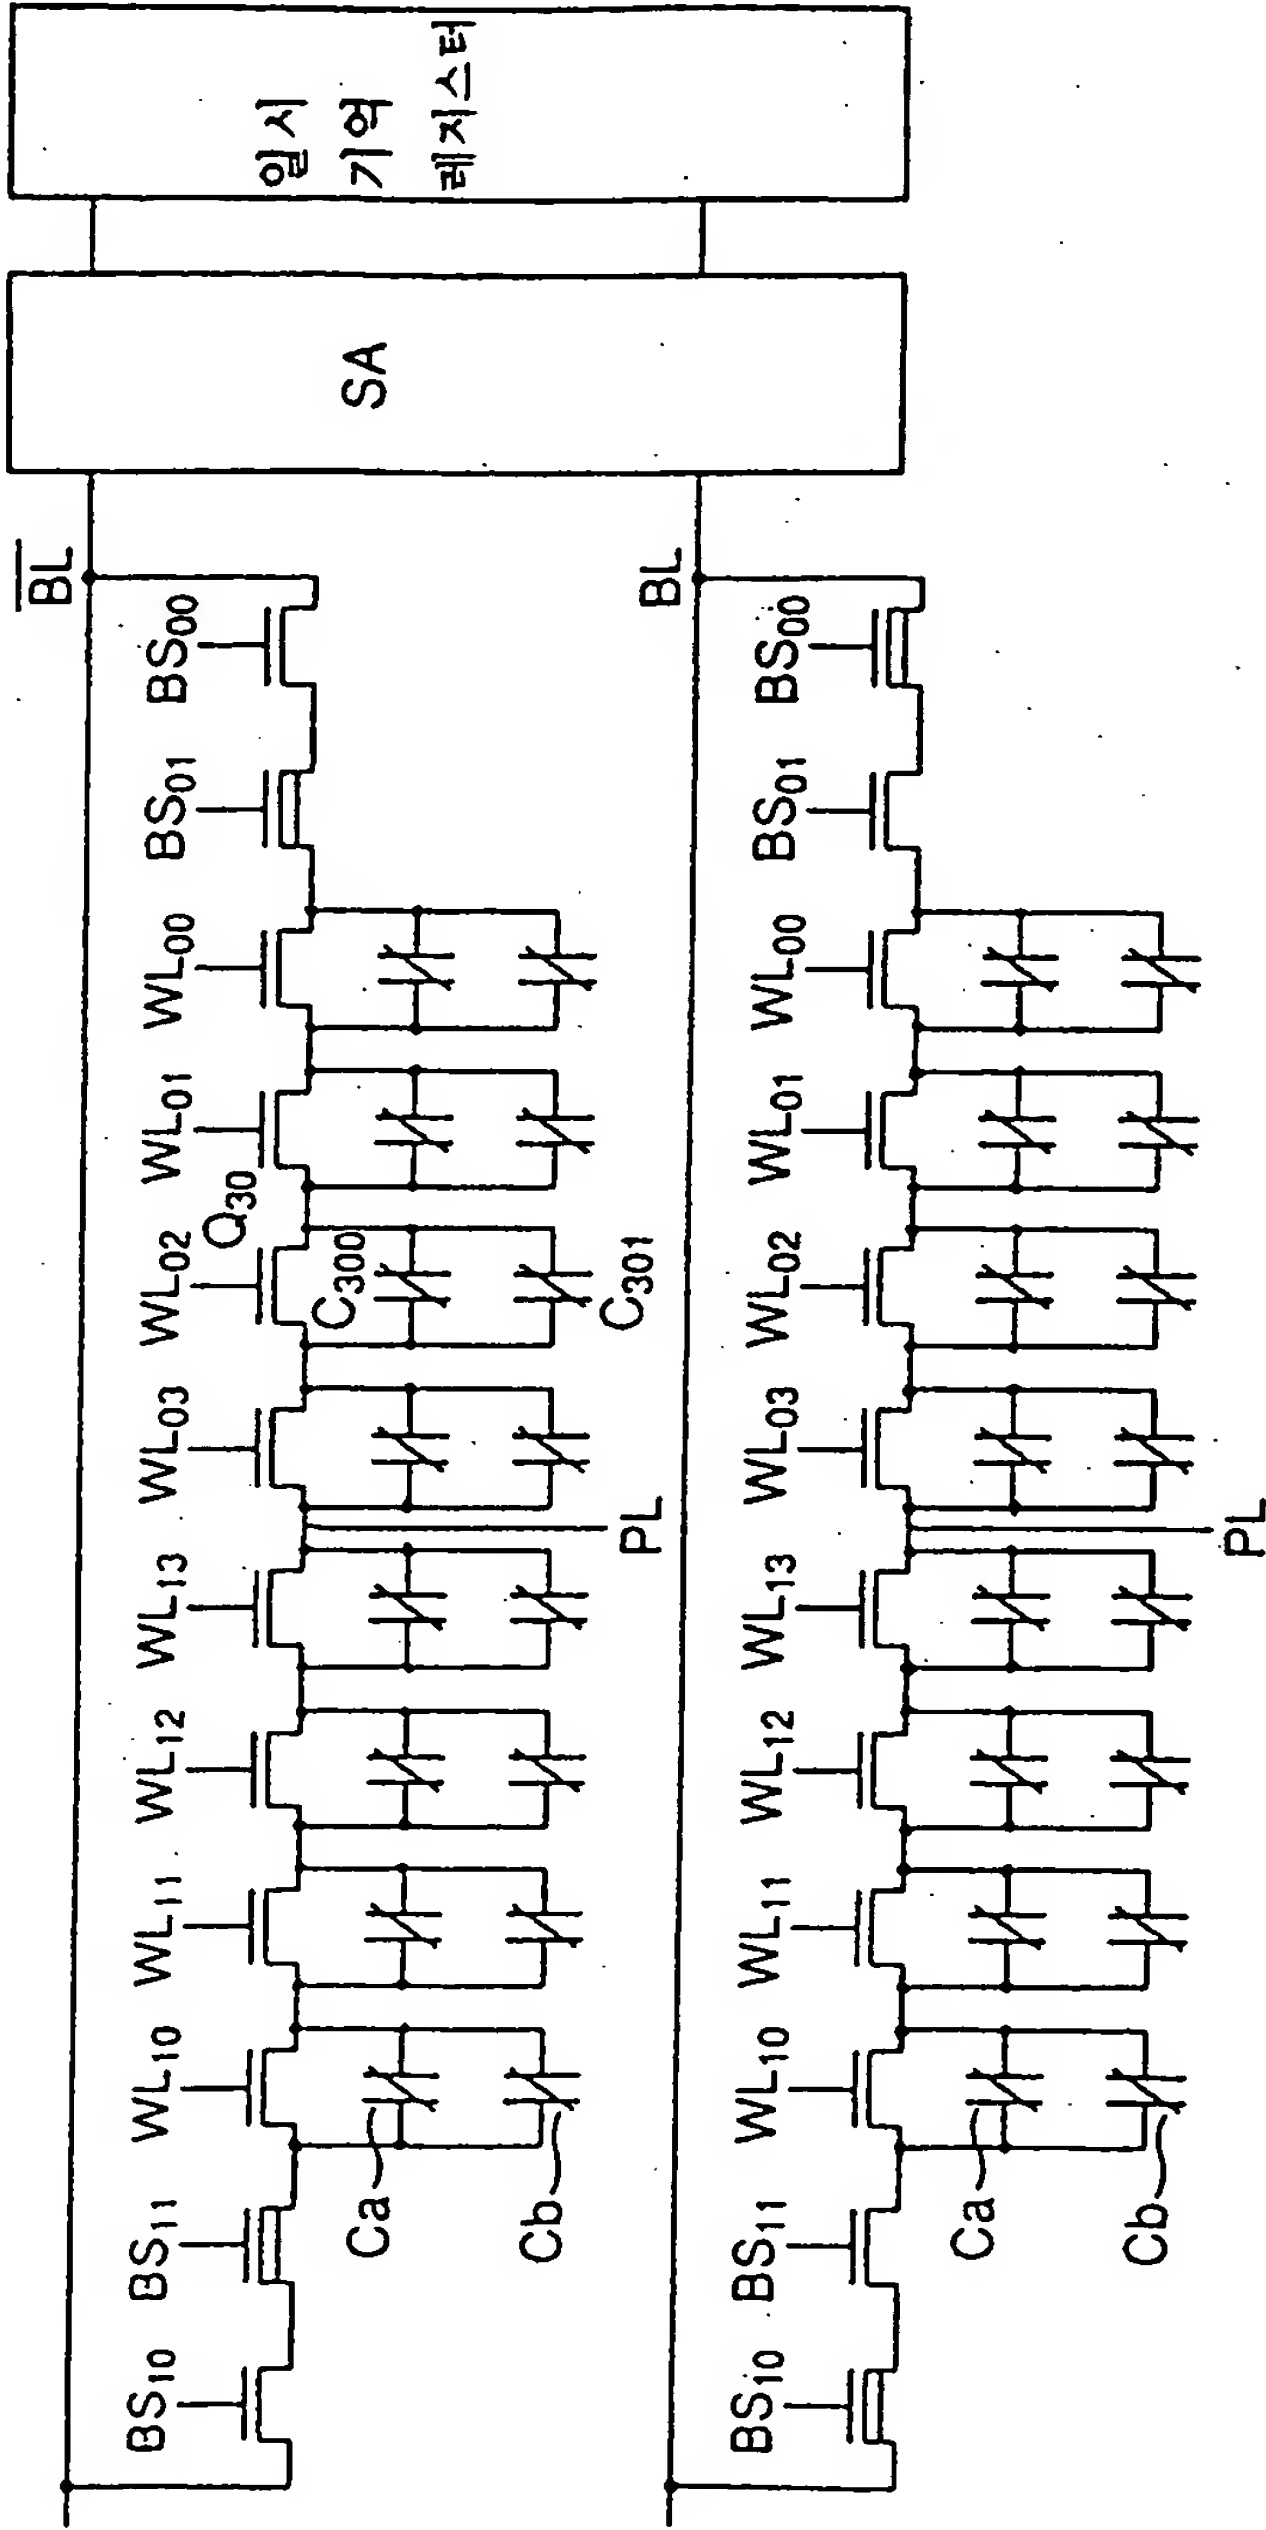 BS₁₀ BS₁₁ WL₁₀ WL₁₁ WL₁₂ WL₁₃ WL₀₃ WL₀₂ Q₃₀ WL₀₁ WL₀₀ BS₀₁ BS₀₀ B̅L̅
Ca C₃₀₀
Cb PL C₃₀₁
SA
일시
기억
레지스터
BS₁₀ BS₁₁ WL₁₀ WL₁₁ WL₁₂ WL₁₃ WL₀₃ WL₀₂ WL₀₁ WL₀₀ BS₀₁ BS₀₀ BL
Ca
Cb PL